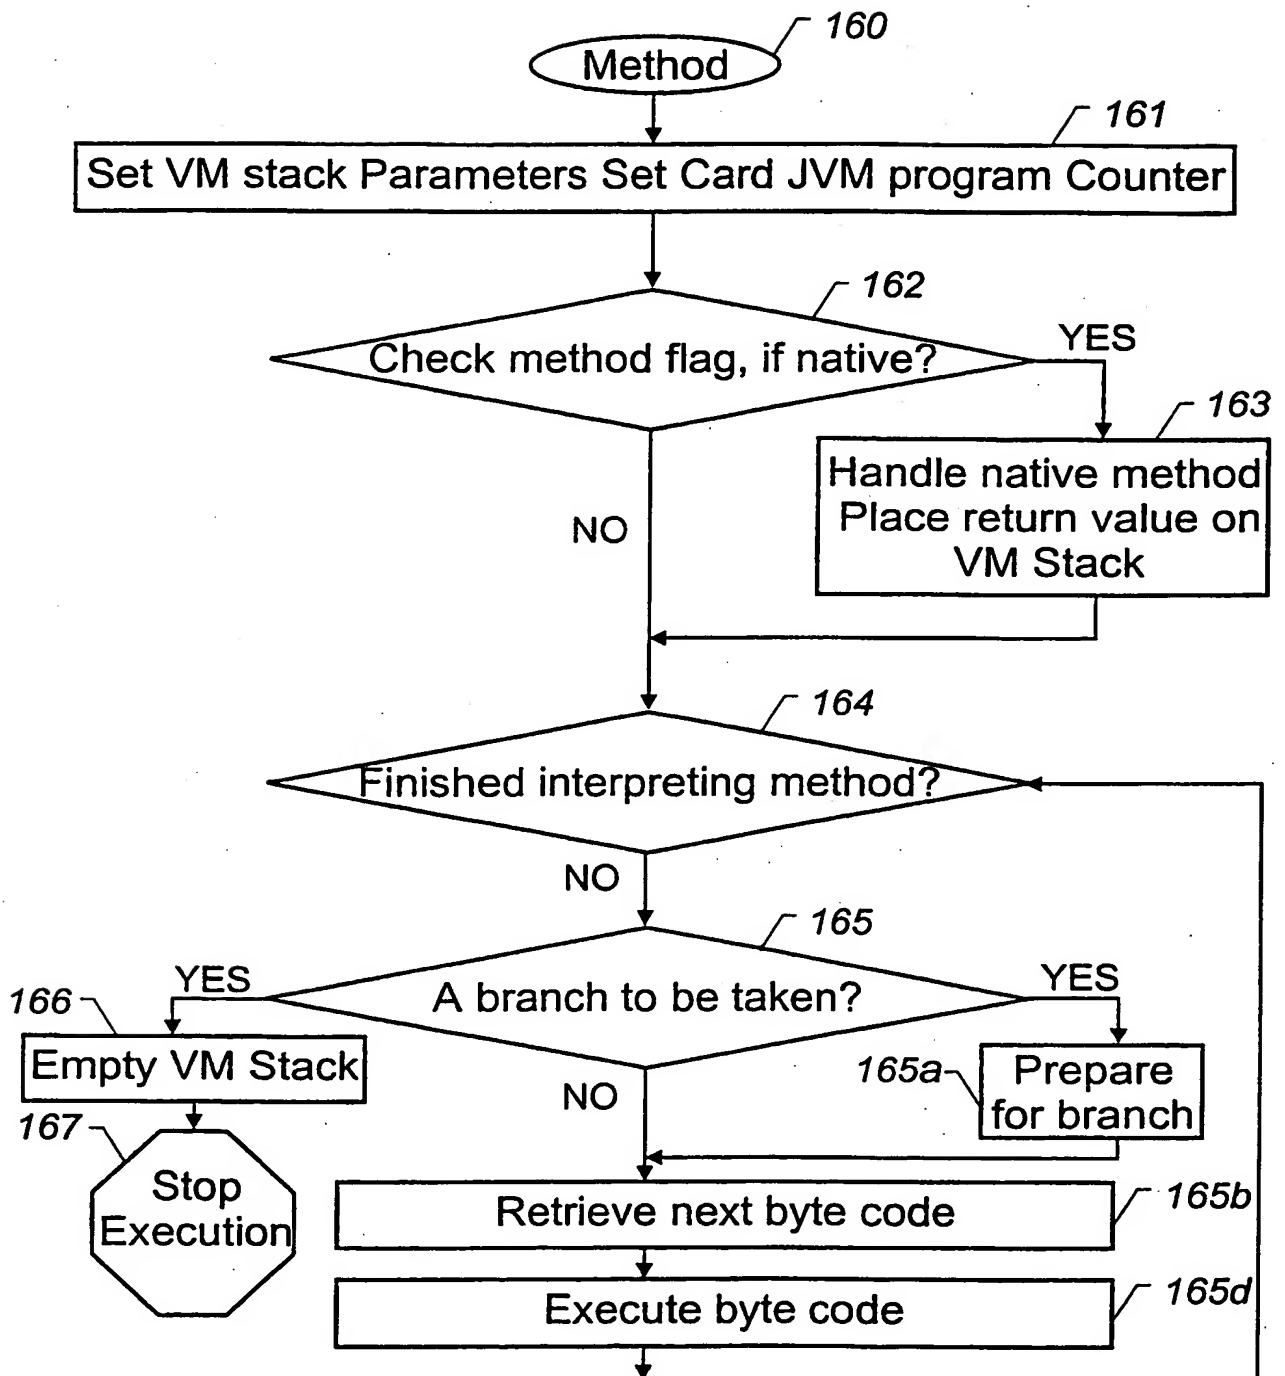 160
Method
161
Set VM stack Parameters Set Card JVM program Counter
162
Check method flag, if native?
YES
163
Handle native method
Place return value on
VM Stack
NO
164
Finished interpreting method?
NO
165
A branch to be taken?
YES
YES
166
Empty VM Stack
165a
Prepare
for branch
NO
167
Stop
Execution
Retrieve next byte code
165b
Execute byte code
165d